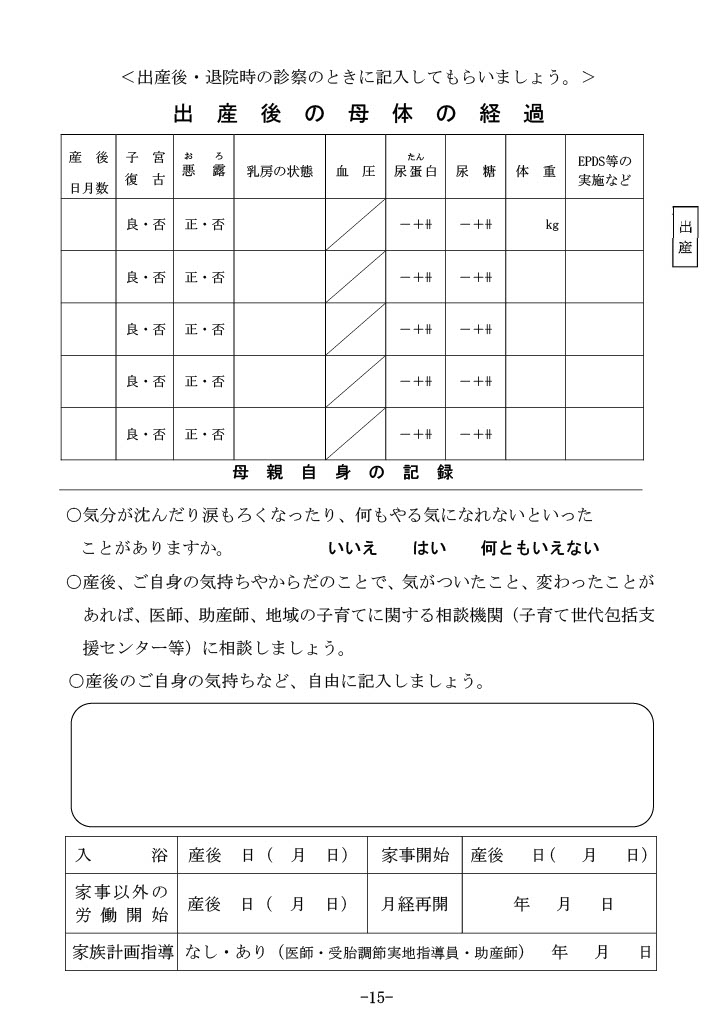 ＜出産後・退院時の診察のときに記入してもらいましょう。＞
出産後の母体の経過
産後日月数 子宮復古 悪露（おろ） 乳房の状態 血圧 尿蛋白（たん） 尿糖 体重 EPDS等の実施など
良・否 正・否 －＋⧺ －＋⧺ kg
良・否 正・否 －＋⧺ －＋⧺
良・否 正・否 －＋⧺ －＋⧺
良・否 正・否 －＋⧺ －＋⧺
良・否 正・否 －＋⧺ －＋⧺
出産
母親自身の記録
○気分が沈んだり涙もろくなったり、何もやる気になれないといった
ことがありますか。 いいえ はい 何ともいえない
○産後、ご自身の気持ちやからだのことで、気がついたこと、変わったことが
あれば、医師、助産師、地域の子育てに関する相談機関（子育て世代包括支
援センター等）に相談しましょう。
○産後のご自身の気持ちなど、自由に記入しましょう。
入浴 産後 日（ 月 日） 家事開始 産後 日（ 月 日）
家事以外の労働開始 産後 日（ 月 日） 月経再開 年 月 日
家族計画指導 なし・あり（医師・受胎調節実地指導員・助産師） 年 月 日
-15-